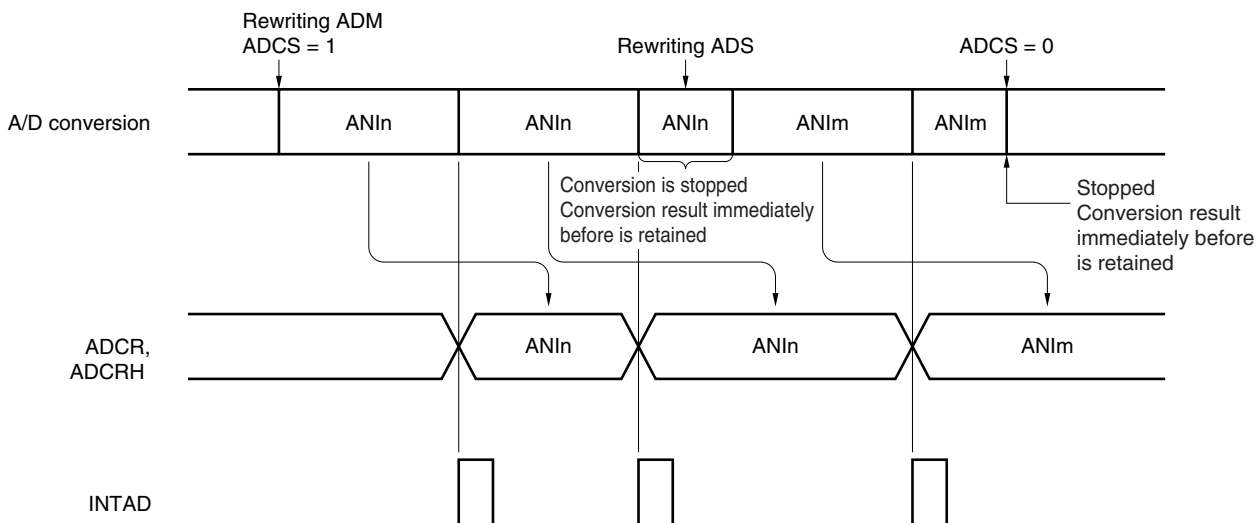 Rewriting ADM
ADCS = 1
Rewriting ADS
ADCS = 0
A/D conversion
ANIn
ANIn
ANIn
ANIm
ANIm
Conversion is stopped
Conversion result immediately
before is retained
Stopped
Conversion result
immediately before
is retained
ADCR,
ADCRH
ANIn
ANIn
ANIm
INTAD